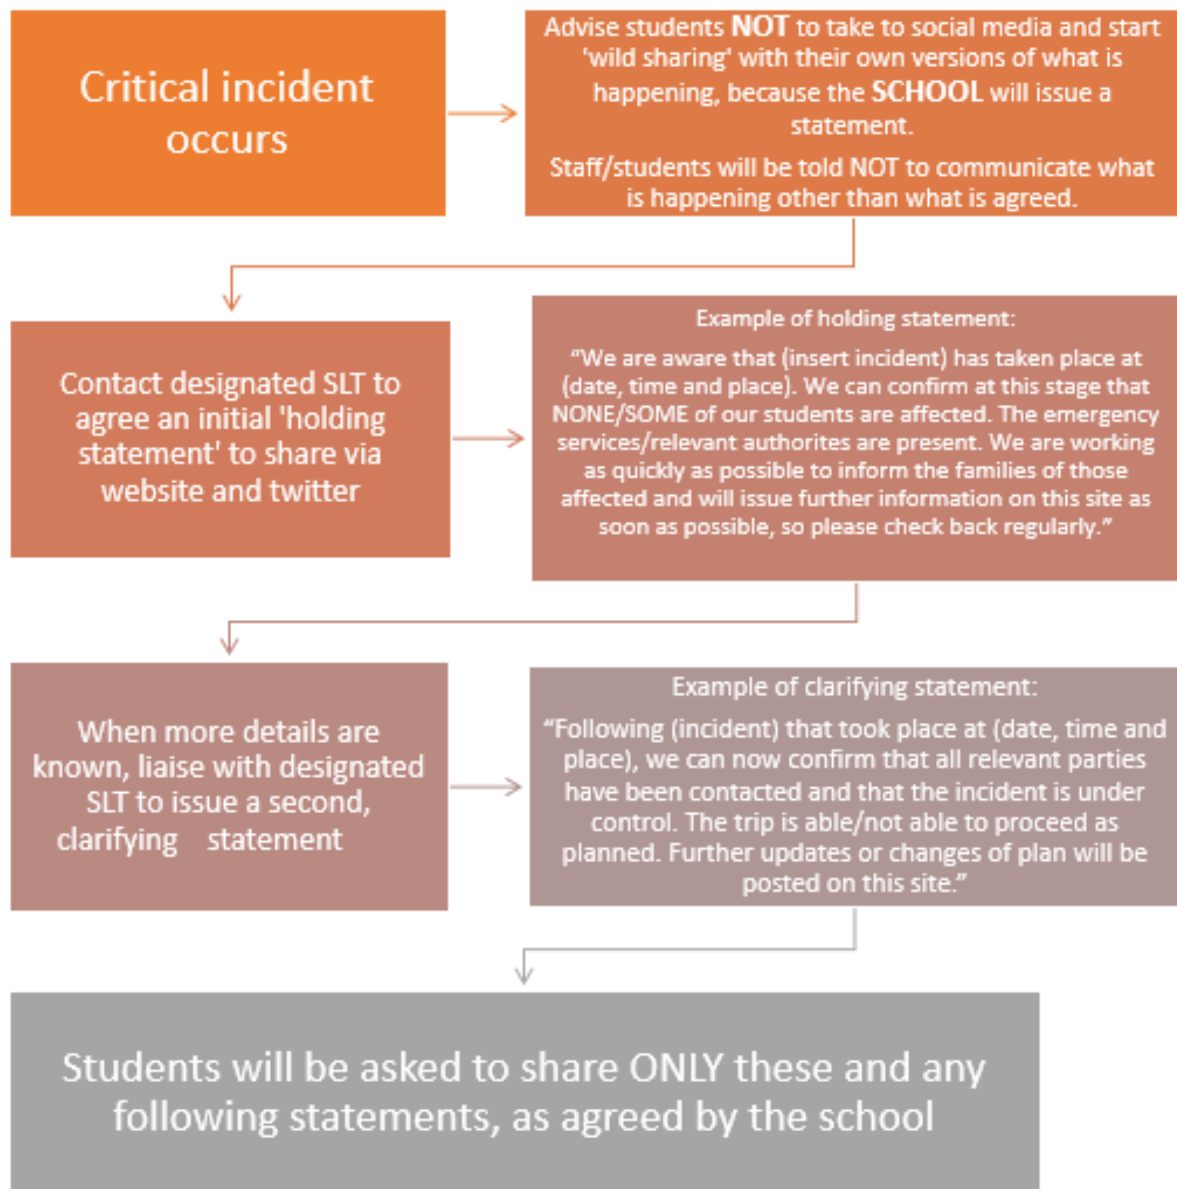 Critical incident
occurs
Advise students NOT to take to social media and start
'wild sharing' with their own versions of what is
happening, because the SCHOOL will issue a
statement.
Staff/students will be told NOT to communicate what
is happening other than what is agreed.
Contact designated SLT to
agree an initial 'holding
statement' to share via
website and twitter
Example of holding statement:
“We are aware that (insert incident) has taken place at
(date, time and place). We can confirm at this stage that
NONE/SOME of our students are affected. The emergency
services/relevant authorites are present. We are working
as quickly as possible to inform the families of those
affected and will issue further information on this site as
soon as possible, so please check back regularly.”
When more details are
known, liaise with designated
SLT to issue a second,
clarifying statement
Example of clarifying statement:
“Following (incident) that took place at (date, time and
place), we can now confirm that all relevant parties
have been contacted and that the incident is under
control. The trip is able/not able to proceed as
planned. Further updates or changes of plan will be
posted on this site.”
Students will be asked to share ONLY these and any
following statements, as agreed by the school